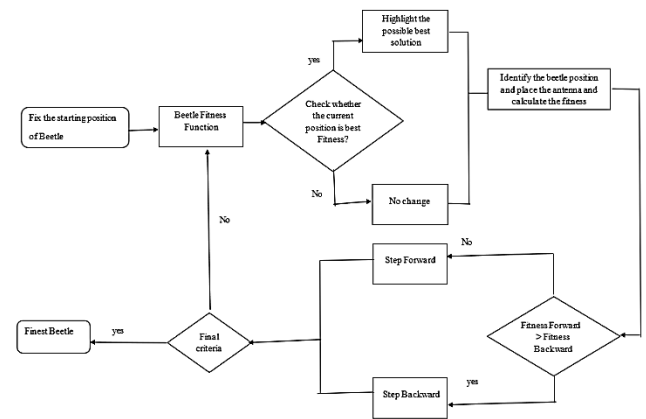 Highlight the
possible best
solution
yes
Identify the beetle position
and place the antenna and
calculate the fitness
Fix the starting position
of Beetle
Beetle Fitness
Function
Check whether
the current
position is best
Fitness?
No
No change
No
No
Step Forward
Finest Beetle
yes
Final
criteria
Fitness Forward
> Fitness
Backward
yes
Step Backward